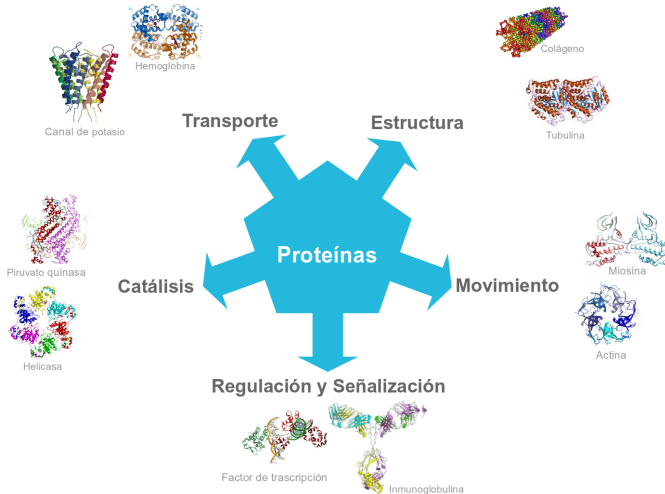 Hemoglobina
Canal de potasio
Transporte
Colágeno
Tubulina
Estructura
Proteínas
Piruvato quinasa
Catálisis
Helicasa
Movimiento
Miosina
Actina
Regulación y Señalización
Factor de trascripción
Inmunoglobulina